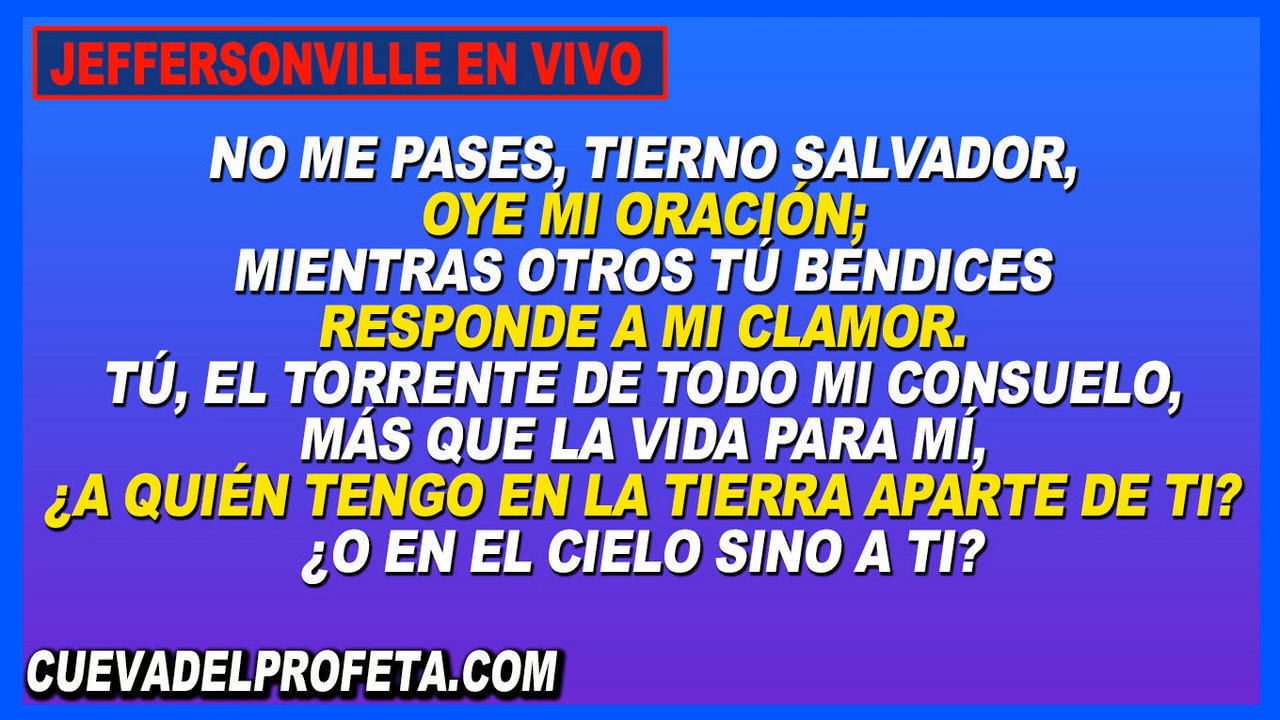 JEFFERSONVILLE EN VIVO
NO ME PASES, TIERNO SALVADOR,
OYE MI ORACIÓN;
MIENTRAS OTROS TÚ BENDICES
RESPONDE A MI CLAMOR.
TÚ, EL TORRENTE DE TODO MI CONSUELO,
MÁS QUE LA VIDA PARA MÍ,
¿A QUIÉN TENGO EN LA TIERRA APARTE DE TI?
¿O EN EL CIELO SINO A TI?
CUEVADELPROFETA.COM